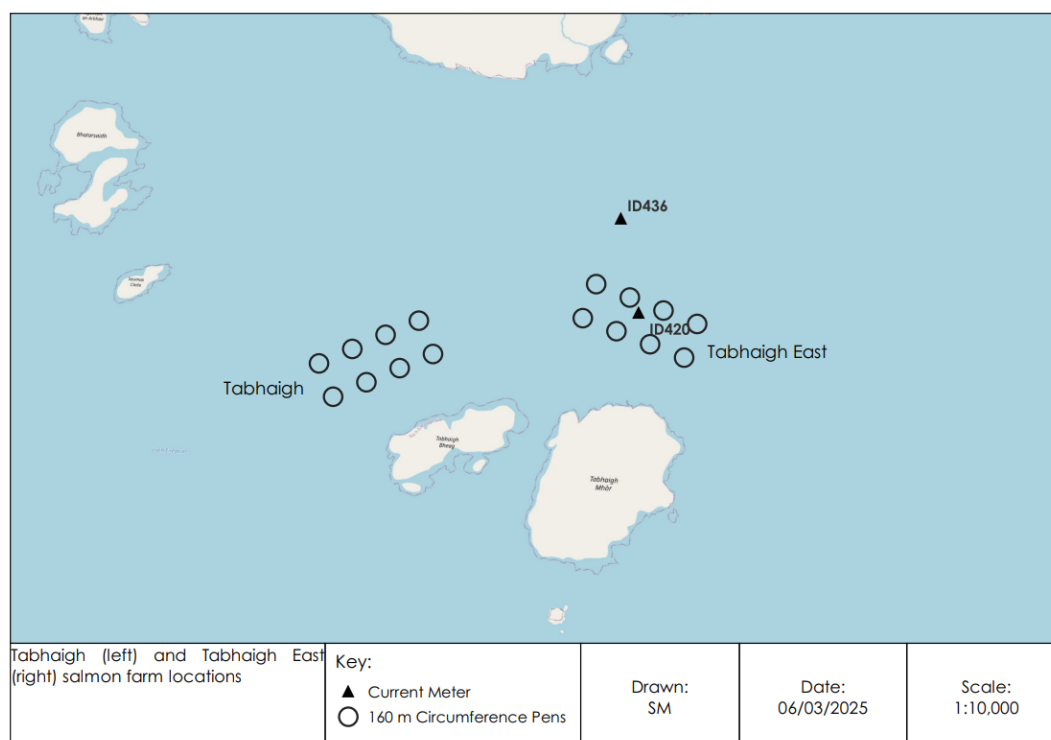 Bhatarsaidh
ID436
ID420
Tabhaigh East
Tabhaigh
Tabhaigh
Bheag
Tabhaigh
Mhòr
Tabhaigh (left) and Tabhaigh East
(right) salmon farm locations
Key:
Current Meter
160 m Circumference Pens
Drawn:
SM
Date:
06/03/2025
Scale:
1:10,000